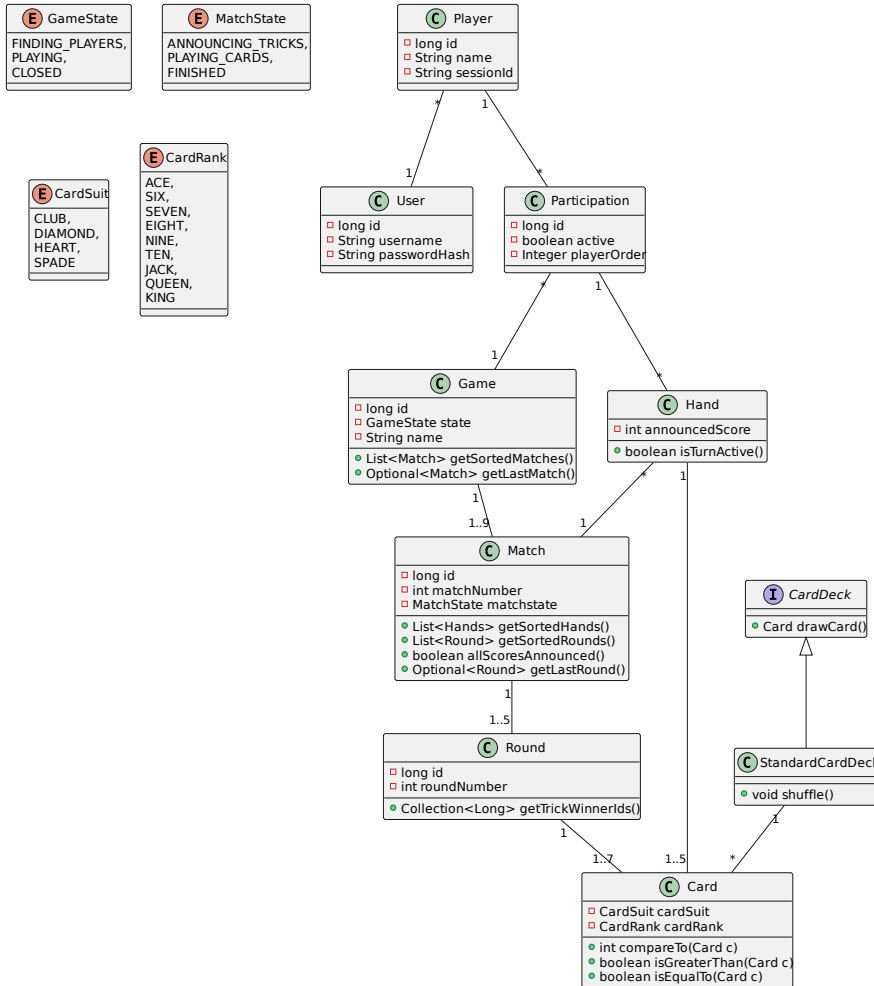 E GameState
FINDING_PLAYERS,
PLAYING,
CLOSED
E MatchState
ANNOUNCING_TRICKS,
PLAYING_CARDS,
FINISHED
C Player
long id
String name
String sessionId
*
1
1
*
E CardSuit
CLUB,
DIAMOND,
HEART,
SPADE
E CardRank
ACE,
SIX,
SEVEN,
EIGHT,
NINE,
TEN,
JACK,
QUEEN,
KING
C User
long id
String username
String passwordHash
C Participation
long id
boolean active
Integer playerOrder
*
1
1
*
C Game
long id
GameState state
String name
List<Match> getSortedMatches()
Optional<Match> getLastMatch()
C Hand
int announcedScore
boolean isTurnActive()
1
1..9
*
1
1
1..5
C Match
long id
int matchNumber
MatchState matchstate
List<Hands> getSortedHands()
List<Round> getSortedRounds()
boolean allScoresAnnounced()
Optional<Round> getLastRound()
I CardDeck
Card drawCard()
1
1..5
C Round
long id
int roundNumber
Collection<Long> getTrickWinnerIds()
C StandardCardDeck
void shuffle()
1
1..7
1
*
C Card
CardSuit cardSuit
CardRank cardRank
int compareTo(Card c)
boolean isGreaterThan(Card c)
boolean isEqualTo(Card c)